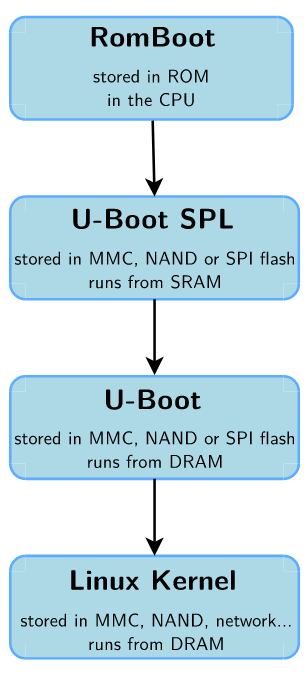 RomBoot
stored in ROM
in the CPU
U-Boot SPL
stored in MMC, NAND or SPI flash
runs from SRAM
U-Boot
stored in MMC, NAND or SPI flash
runs from DRAM
Linux Kernel
stored in MMC, NAND, network...
runs from DRAM